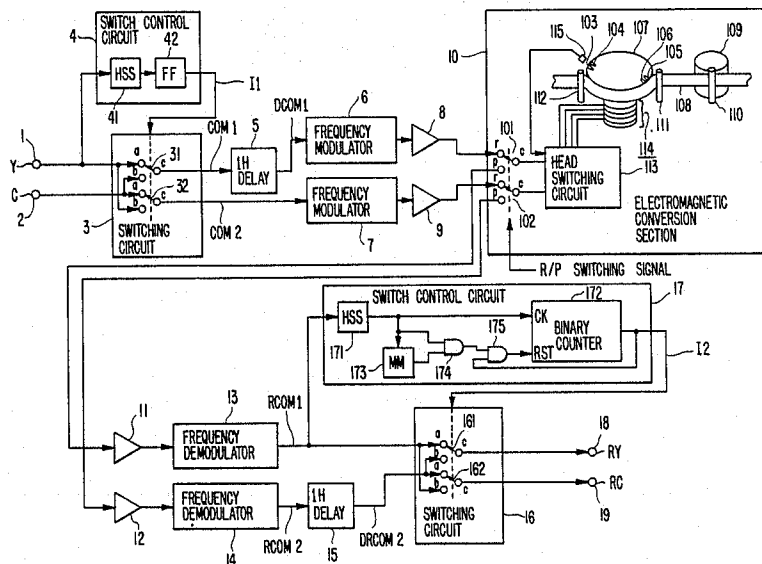 SWITCH CONTROL CIRCUIT
4
42
HSS
FF
41
I1
1
Y
C
2
a
b
a
b
31
32
c
c
3
SWITCHING CIRCUIT
COM 1
COM 2
5
1H DELAY
DCOM1
6
FREQUENCY MODULATOR
8
FREQUENCY MODULATOR
7
9
10
r
p
r
p
101
102
c
c
R/P SWITCHING SIGNAL
115
103
104
107
106
105
109
112
108
111
110
114
HEAD SWITCHING CIRCUIT
113
ELECTROMAGNETIC CONVERSION SECTION
SWITCH CONTROL CIRCUIT
17
HSS
171
MM
173
174
175
172
CK
BINARY COUNTER
RST
I2
11
13
FREQUENCY DEMODULATOR
RCOM1
12
FREQUENCY DEMODULATOR
14
RCOM 2
1H DELAY
15
DRCOM 2
a
b
a
b
161
162
c
c
SWITCHING CIRCUIT
16
18
RY
RC
19